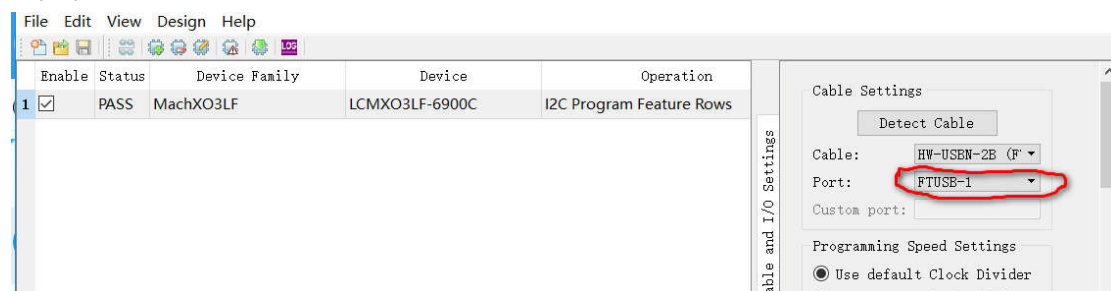 File Edit View Design Help
LOG
Enable Status Device Family Device Operation
1 PASS MachXO3LF LCMXO3LF-6900C I2C Program Feature Rows
Cable Settings
Detect Cable
Cable: HW-USBN-2B (F
Port: FTUSB-1
Custom port:
Programming Speed Settings
Use default Clock Divider
and I/O Settings